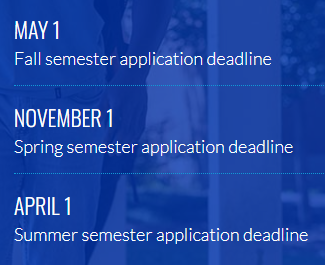 MAY 1
Fall semester application deadline
NOVEMBER 1
Spring semester application deadline
APRIL 1
Summer semester application deadline